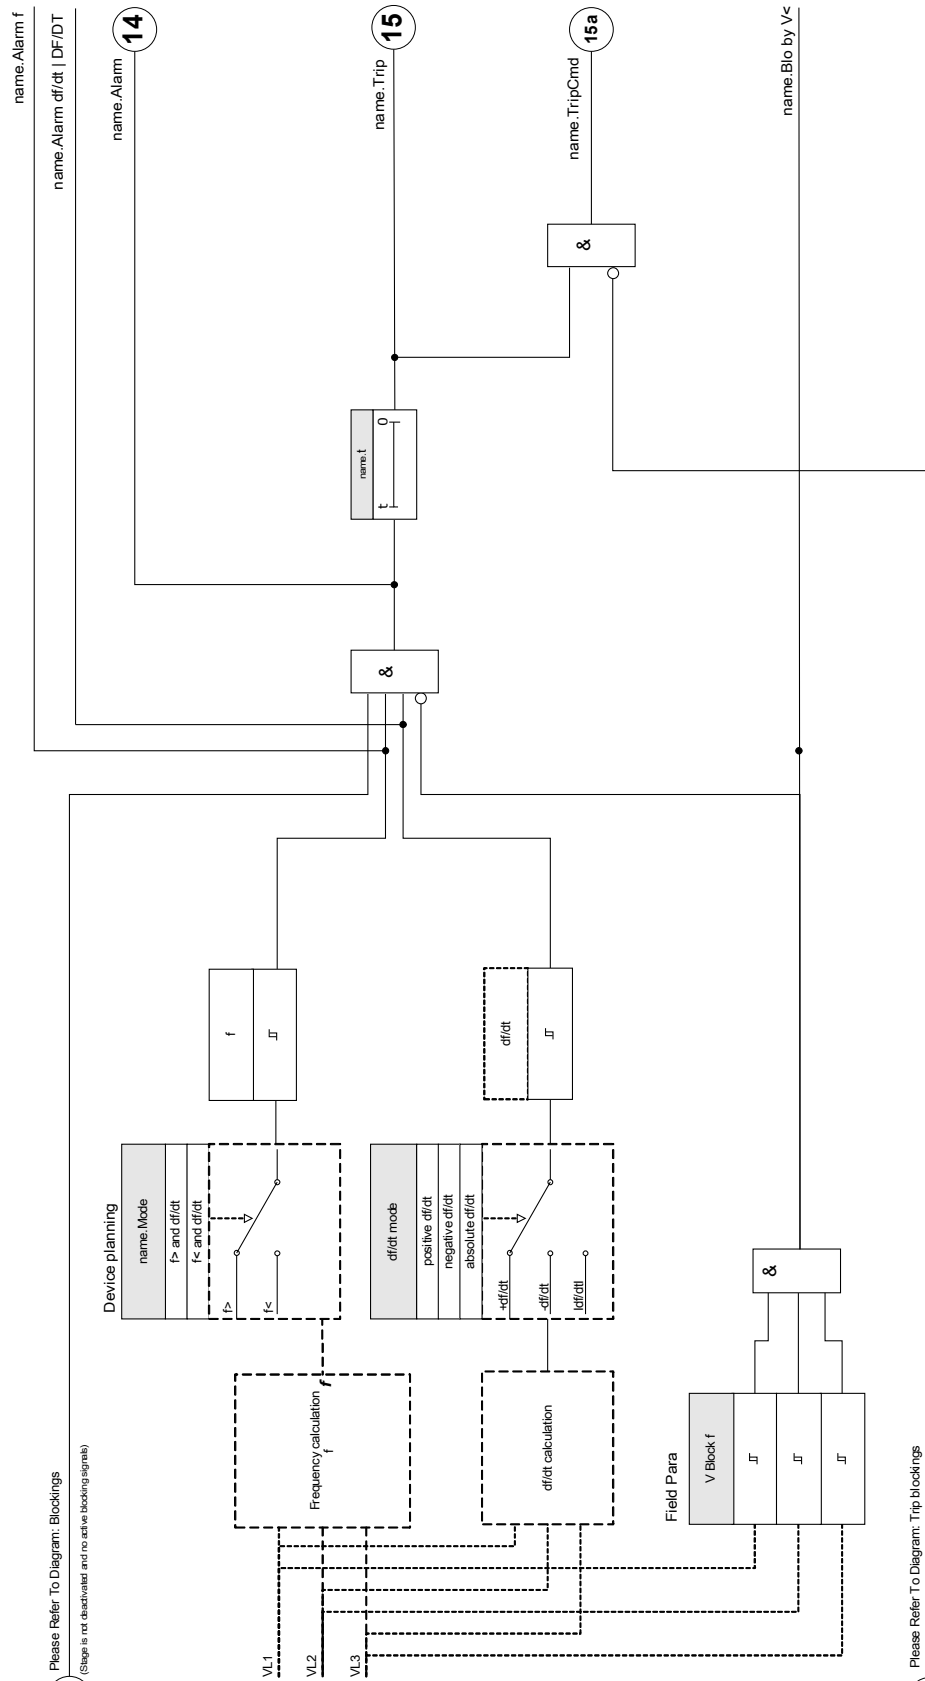 Please Refer To Diagram: Blockings
(Stage is not deactivated and no active blocking signals)
VL1
VL2
VL3
Frequency calculation
f
f
df/dt calculation
Device planning
name.Mode
f> and df/dt
f< and df/dt
f>
f<
df/dt mode
positive df/dt
negative df/dt
absolute df/dt
+df/dt
-df/dt
|df/dt|
Field Para
V Block f
&
f
df/dt
&
name.t
t
0
&
name.Alarm f
name.Alarm df/dt | DF/DT
name.Alarm
14
name.Trip
15
name.TripCmd
15a
name.Blo by V<
Please Refer To Diagram: Trip blockings